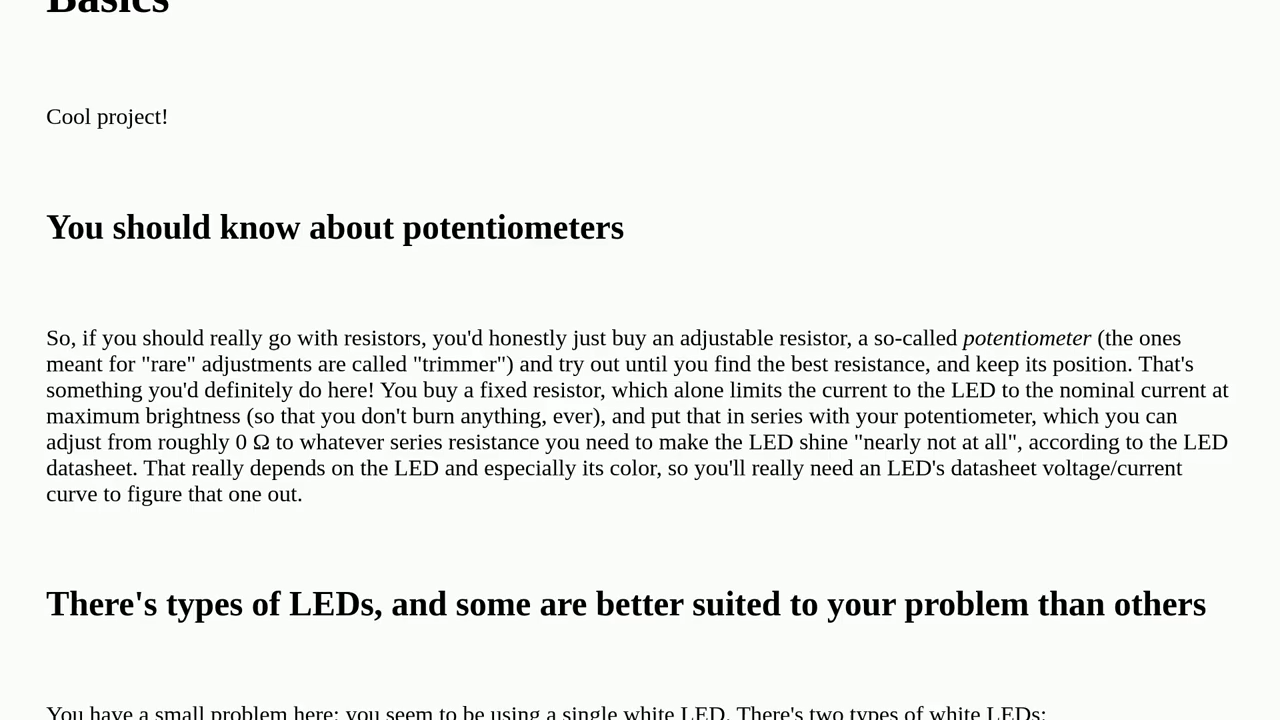 Basics
Cool project!
You should know about potentiometers
So, if you should really go with resistors, you'd honestly just buy an adjustable resistor, a so-called potentiometer (the ones
meant for "rare" adjustments are called "trimmer") and try out until you find the best resistance, and keep its position. That's
something you'd definitely do here! You buy a fixed resistor, which alone limits the current to the LED to the nominal current at
maximum brightness (so that you don't burn anything, ever), and put that in series with your potentiometer, which you can
adjust from roughly 0 Ω to whatever series resistance you need to make the LED shine "nearly not at all", according to the LED
datasheet. That really depends on the LED and especially its color, so you'll really need an LED's datasheet voltage/current
curve to figure that one out.
There's types of LEDs, and some are better suited to your problem than others
You have a small problem here: you seem to be using a single white LED. There's two types of white LEDs: